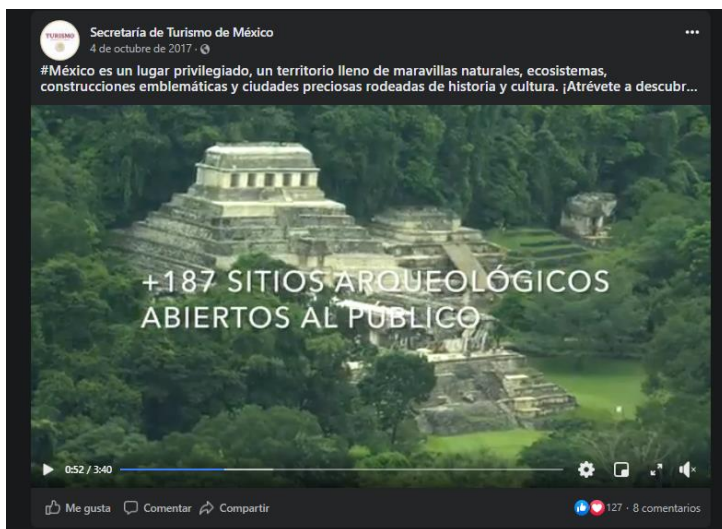 TURISMO
Secretaría de Turismo de México
4 de octubre de 2017 ·
#México es un lugar privilegiado, un territorio lleno de maravillas naturales, ecosistemas,
construcciones emblemáticas y ciudades preciosas rodeadas de historia y cultura. ¡Atrévete a descubr...
+187 SITIOS ARQUEOLÓGICOS
ABIERTOS AL PÚBLICO
0:52 / 3:40
Me gusta Comentar Compartir 127 · 8 comentarios